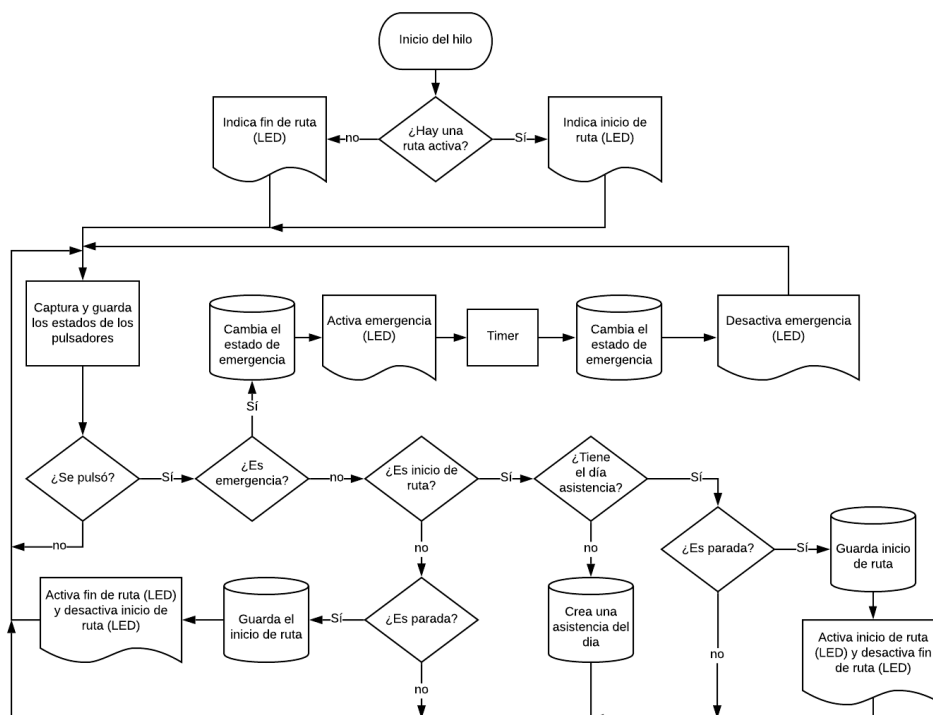 Inicio del hilo
Indica fin de ruta
(LED)
no
¿Hay una
ruta activa?
Sí
Indica inicio de
ruta (LED)
Captura y guarda
los estados de los
pulsadores
Cambia el
estado de
emergencia
Activa emergencia
(LED)
Timer
Cambia el
estado de
emergencia
Desactiva emergencia
(LED)
Sí
¿Se pulsó?
Sí
¿Es
emergencia?
no
¿Es inicio de
ruta?
Sí
¿Tiene
el día
asistencia?
Sí
no
no
no
¿Es parada?
Sí
Guarda inicio
de ruta
Activa fin de ruta (LED)
y desactiva inicio de
ruta (LED)
Guarda el
inicio de ruta
Sí
¿Es parada?
Crea una
asistencia del
dia
no
Activa inicio de ruta
(LED) y desactiva fin
de ruta (LED)
no